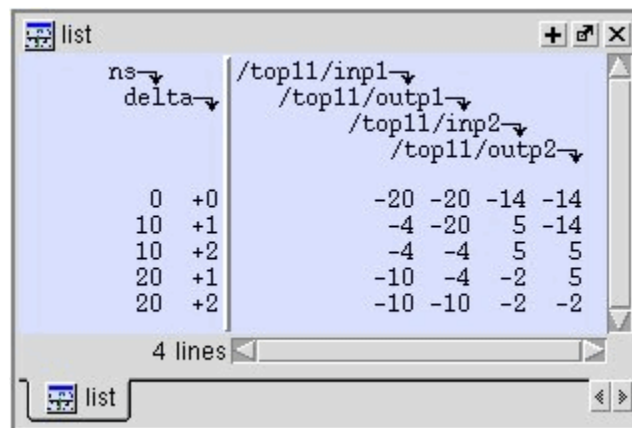 list
ns /top11/inp1
delta /top11/outp1
/top11/inp2
/top11/outp2
0 +0 -20 -20 -14 -14
10 +1 -4 -20 5 -14
10 +2 -4 -4 5 5
20 +1 -10 -4 -2 5
20 +2 -10 -10 -2 -2
4 lines
list